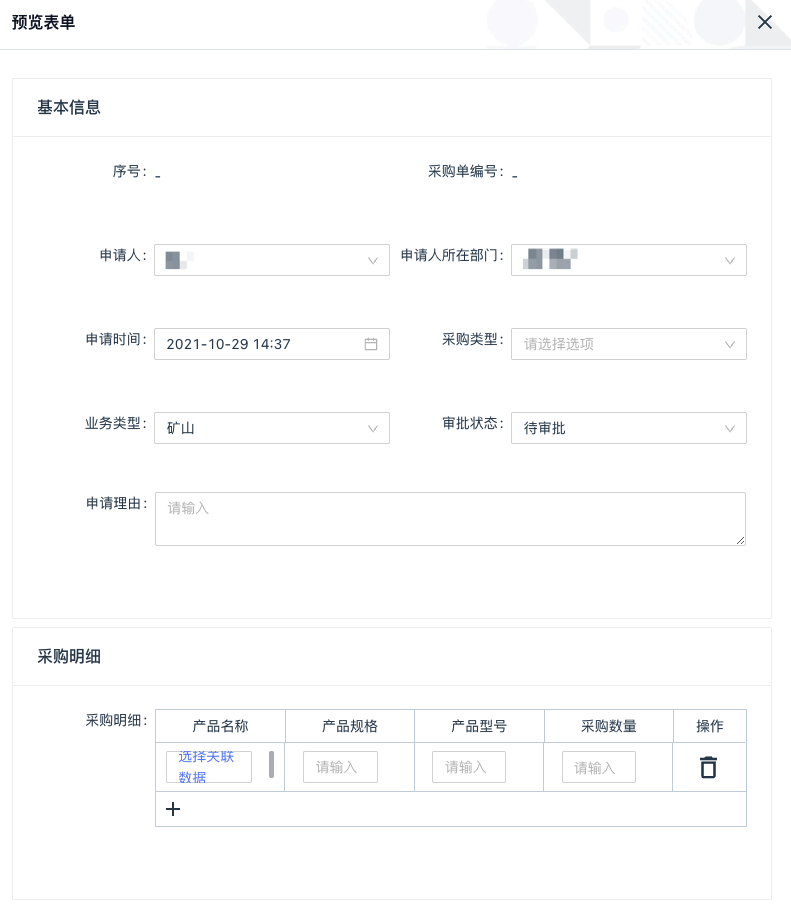 预览表单
基本信息
序号: -
采购单编号: -
申请人:
申请人所在部门:
申请时间: 2021-10-29 14:37
采购类型: 请选择选项
业务类型: 矿山
审批状态: 待审批
申请理由: 请输入
采购明细
采购明细:
产品名称 产品规格 产品型号 采购数量 操作
选择关联
数据
请输入 请输入 请输入